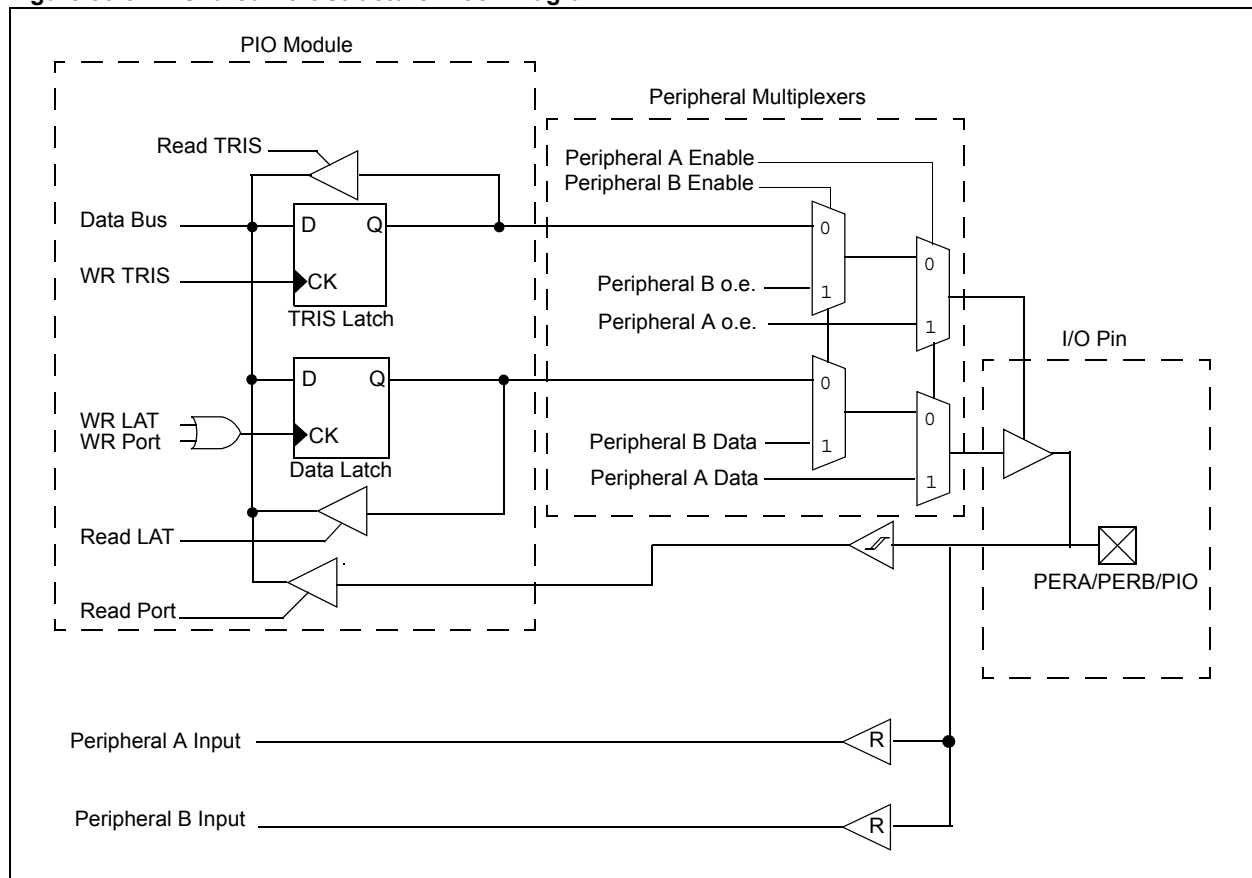 PIO Module
Peripheral Multiplexers
Read TRIS
Peripheral A Enable
Peripheral B Enable
Data Bus
D Q
0
WR TRIS
CK
0
Peripheral B o.e.
1
TRIS Latch
Peripheral A o.e.
1
I/O Pin
D Q
0
WR LAT
WR Port
CK
0
Peripheral B Data
1
Data Latch
Peripheral A Data
1
Read LAT
PERA/PERB/PIO
Read Port
Peripheral A Input
R
Peripheral B Input
R